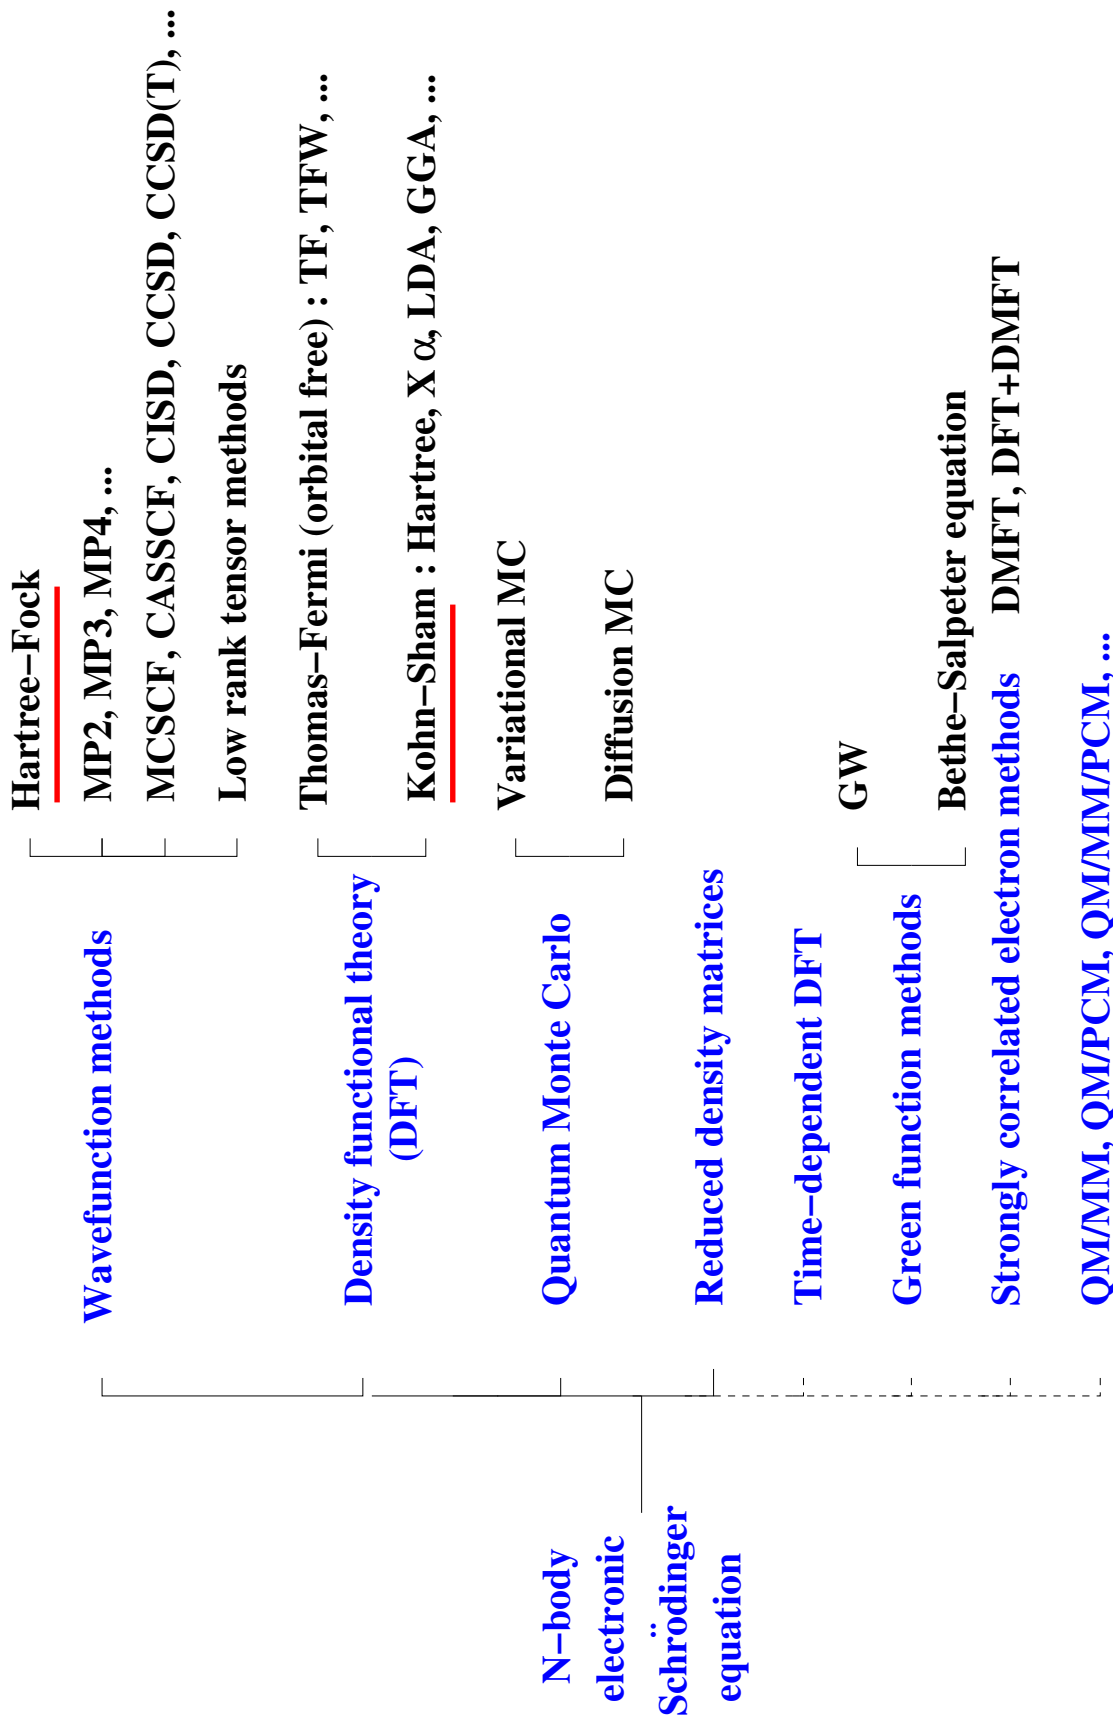 N−body
electronic
Schrödinger
equation
Wavefunction methods
Hartree−Fock
MP2, MP3, MP4, ...
MCSCF, CASSCF, CISD, CCSD, CCSD(T), ...
Low rank tensor methods
Density functional theory
(DFT)
Thomas−Fermi (orbital free) : TF, TFW, ...
Kohn−Sham : Hartree, X α, LDA, GGA, ...
Quantum Monte Carlo
Variational MC
Diffusion MC
Reduced density matrices
Time−dependent DFT
Green function methods
GW
Bethe−Salpeter equation
Strongly correlated electron methods
DMFT, DFT+DMFT
QM/MM, QM/PCM, QM/MM/PCM, ...